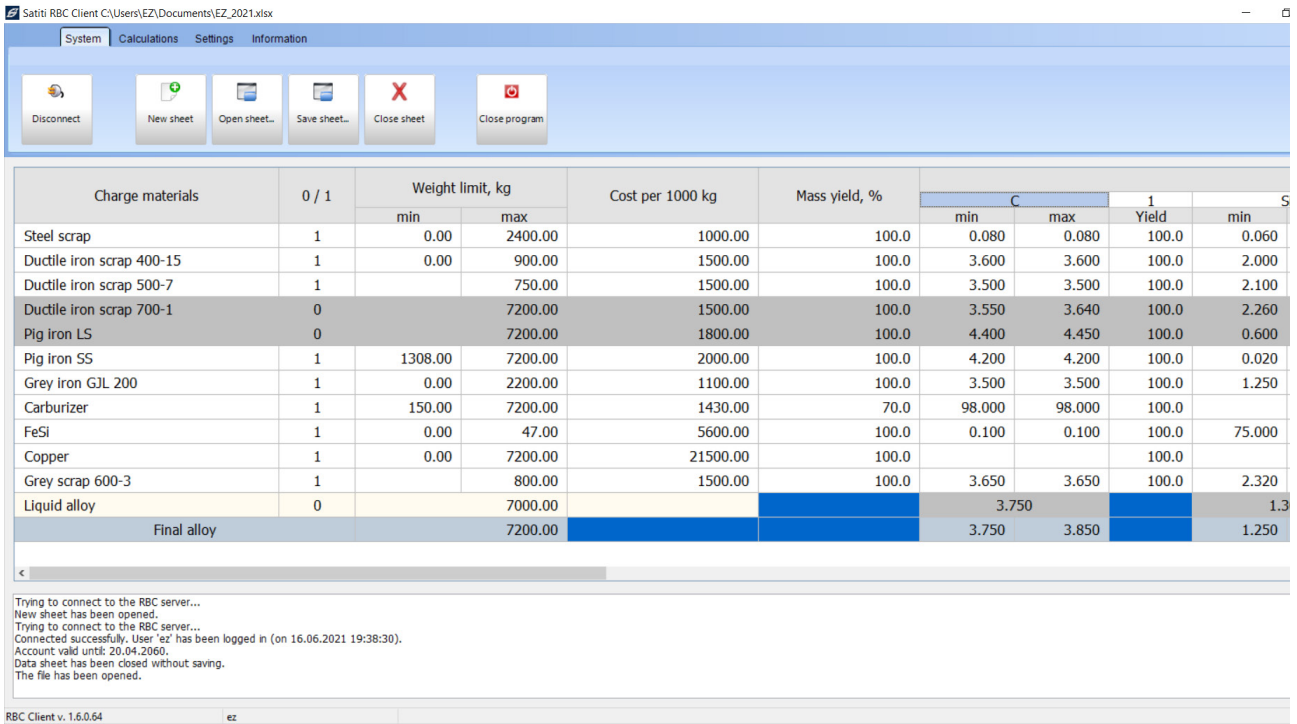 Satiti RBC Client C:\Users\EZ\Documents\EZ_2021.xlsx
System Calculations Settings Information
Disconnect New sheet Open sheet... Save sheet... Close sheet Close program
Charge materials 0 / 1 Weight limit, kg Cost per 1000 kg Mass yield, %
C 1 S
min max min max Yield min
Steel scrap 1 0.00 2400.00 1000.00 100.0 0.080 0.080 100.0 0.060
Ductile iron scrap 400-15 1 0.00 900.00 1500.00 100.0 3.600 3.600 100.0 2.000
Ductile iron scrap 500-7 1 750.00 1500.00 100.0 3.500 3.500 100.0 2.100
Ductile iron scrap 700-1 0 7200.00 1500.00 100.0 3.550 3.640 100.0 2.260
Pig iron LS 0 7200.00 1800.00 100.0 4.400 4.450 100.0 0.600
Pig iron SS 1 1308.00 7200.00 2000.00 100.0 4.200 4.200 100.0 0.020
Grey iron GJL 200 1 0.00 2200.00 1100.00 100.0 3.500 3.500 100.0 1.250
Carburizer 1 150.00 7200.00 1430.00 70.0 98.000 98.000 100.0
FeSi 1 0.00 47.00 5600.00 100.0 0.100 0.100 100.0 75.000
Copper 1 0.00 7200.00 21500.00 100.0 100.0
Grey scrap 600-3 1 800.00 1500.00 100.0 3.650 3.650 100.0 2.320
Liquid alloy 0 7000.00 3.750 1.3
Final alloy 7200.00 3.750 3.850 1.250
Trying to connect to the RBC server...
New sheet has been opened.
Trying to connect to the RBC server...
Connected successfully. User 'ez' has been logged in (on 16.06.2021 19:38:30).
Account valid until: 20.04.2060.
Data sheet has been closed without saving.
The file has been opened.
RBC Client v. 1.6.0.64 ez